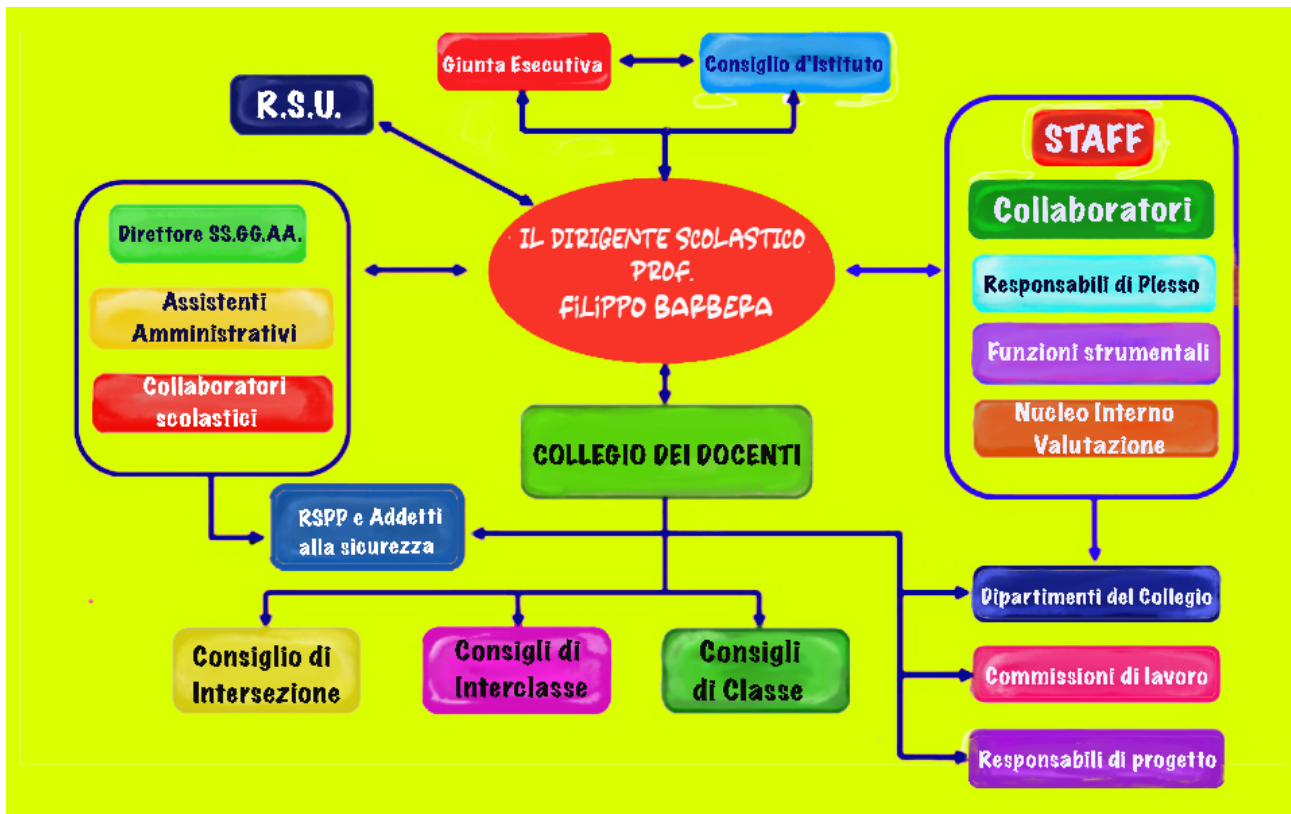 Giunta Esecutiva
Consiglio d'Istituto
R.S.U.
STAFF
Collaboratori
Responsabili di Plesso
Funzioni strumentali
Nucleo Interno
Valutazione
Direttore SS.GG.AA.
Assistenti
Amministrativi
Collaboratori
scolastici
IL DIRIGENTE SCOLASTICO
PROF.
FILIPPO BARBERA
COLLEGIO DEI DOCENTI
RSPP e Addetti
alla sicurezza
Dipartimenti del Collegio
Commissioni di lavoro
Responsabili di progetto
Consiglio di
Intersezione
Consigli di
Interclasse
Consigli
di Classe